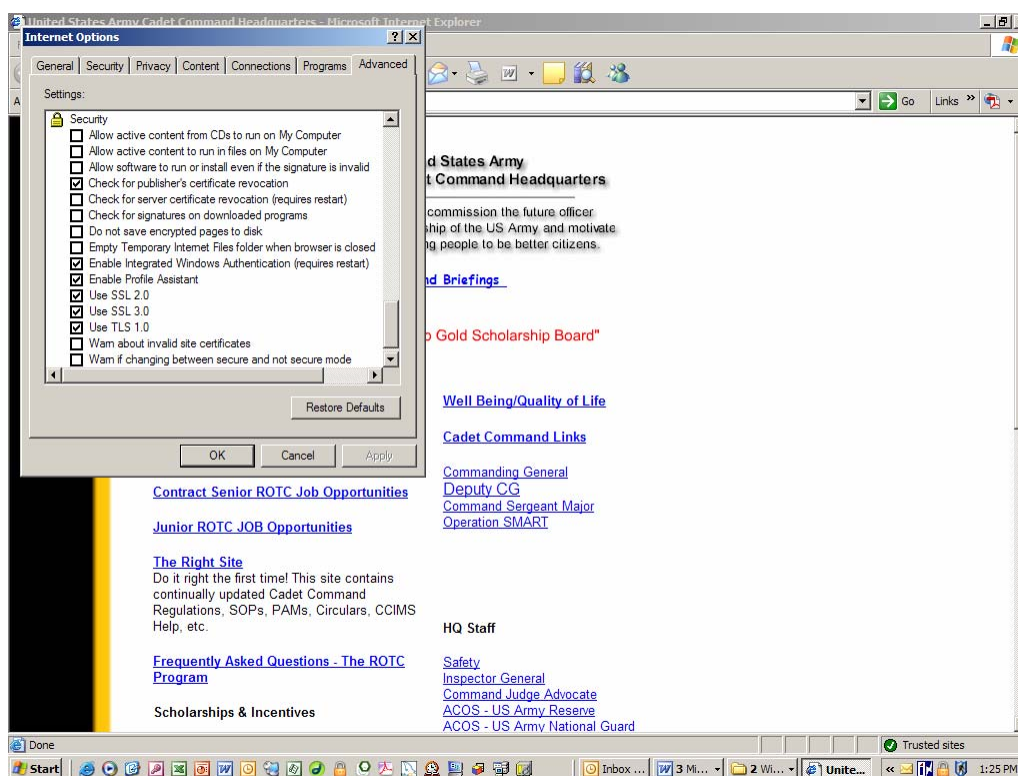 United States Army Cadet Command Headquarters - Microsoft Internet Explorer
Internet Options
General Security Privacy Content Connections Programs Advanced
Settings:
Security
Allow active content from CDs to run on My Computer
Allow active content to run in files on My Computer
Allow software to run or install even if the signature is invalid
Check for publisher's certificate revocation
Check for server certificate revocation (requires restart)
Check for signatures on downloaded programs
Do not save encrypted pages to disk
Empty Temporary Internet Files folder when browser is closed
Enable Integrated Windows Authentication (requires restart)
Enable Profile Assistant
Use SSL 2.0
Use SSL 3.0
Use TLS 1.0
Warn about invalid site certificates
Warn if changing between secure and not secure mode
Restore Defaults
OK Cancel Apply
Go Links »
d States Army
t Command Headquarters
commission the future officer
ship of the US Army and motivate
ng people to be better citizens.
nd Briefings
o Gold Scholarship Board"
Well Being/Quality of Life
Cadet Command Links
Commanding General
Deputy CG
Command Sergeant Major
Operation SMART
Contract Senior ROTC Job Opportunities
Junior ROTC JOB Opportunities
The Right Site
Do it right the first time! This site contains
continually updated Cadet Command
Regulations, SOPs, PAMs, Circulars, CCIMS
Help, etc.
Frequently Asked Questions - The ROTC
Program
Scholarships & Incentives
HQ Staff
Safety
Inspector General
Command Judge Advocate
ACOS - US Army Reserve
ACOS - US Army National Guard
Done Trusted sites
Start Inbox ... 3 Mi... 2 Wi... Unite... « 1:25 PM